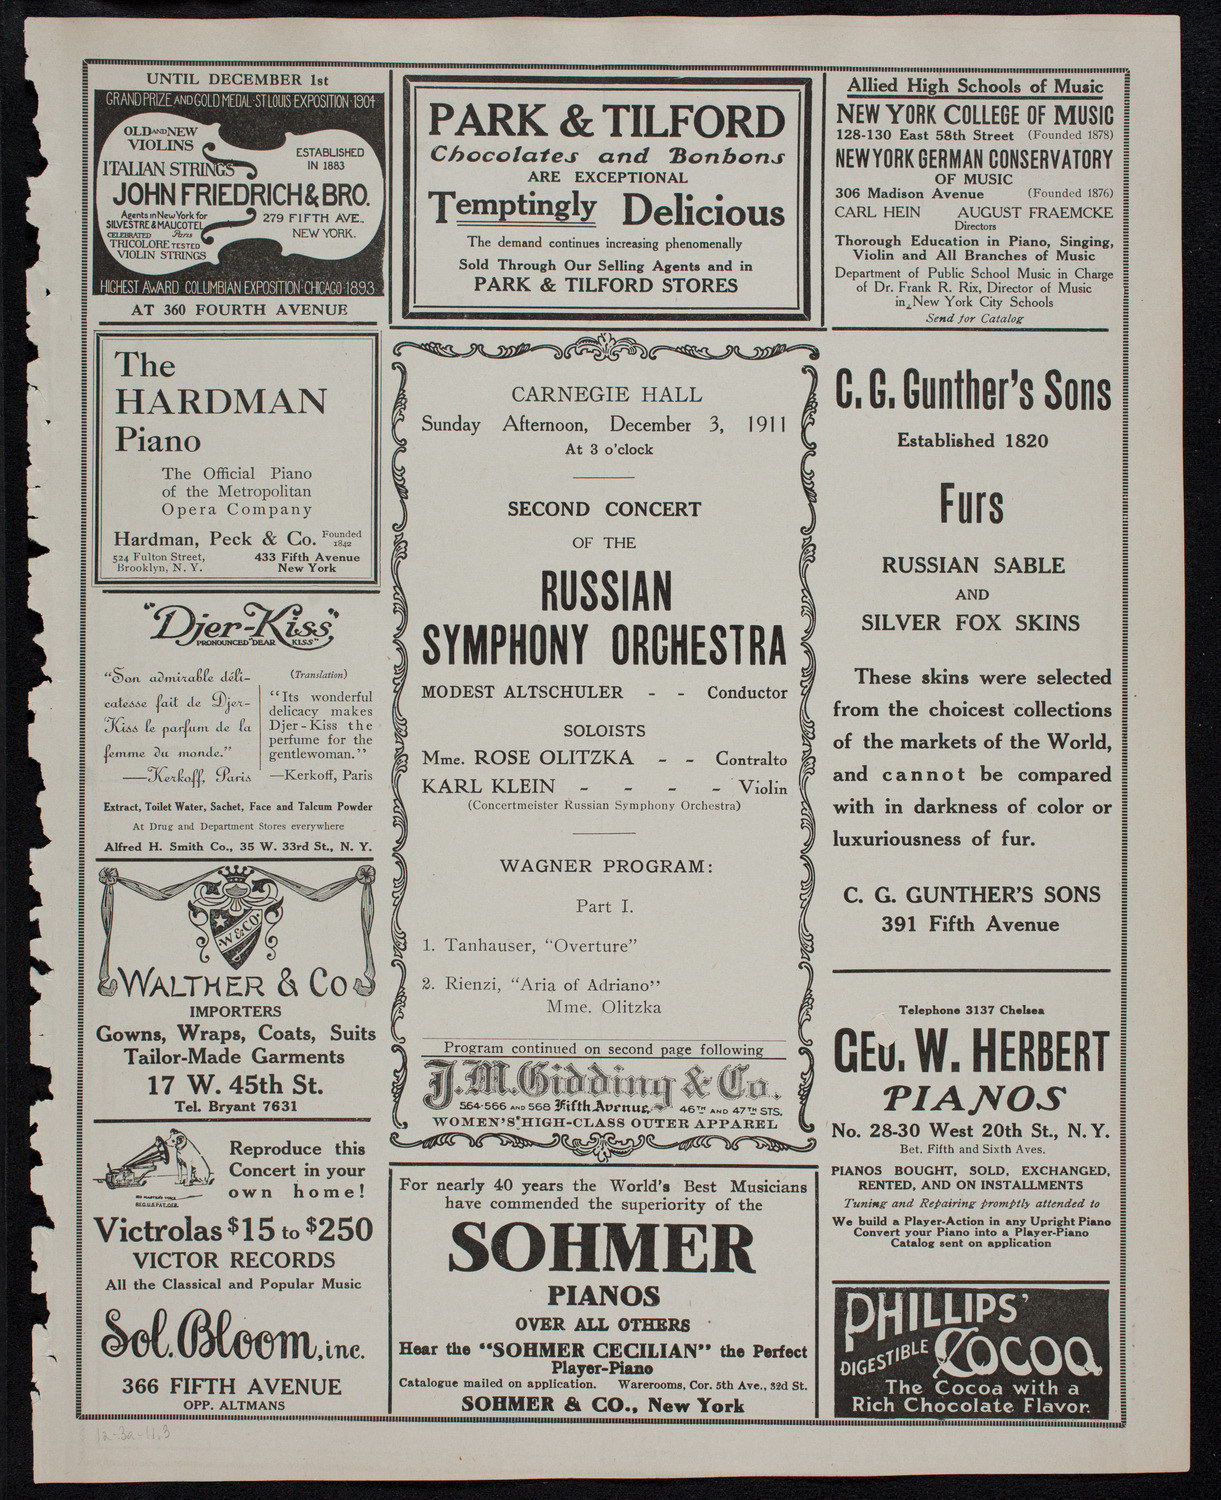 UNTIL DECEMBER 1st
GRAND PRIZE AND GOLD MEDAL-ST LOUIS EXPOSITION-1904
OLD AND NEW
VIOLINS
ITALIAN STRINGS
ESTABLISHED
IN 1883
JOHN FRIEDRICH & BRO.
Agents in New York for
SILVESTRE & MAUCOTEL
CELEBRATED Paris
TRICOLORE TESTED
VIOLIN STRINGS
279 FIFTH AVE.
NEW YORK.
HIGHEST AWARD COLUMBIAN EXPOSITION-CHICAGO-1893
AT 360 FOURTH AVENUE
The
HARDMAN
Piano
The Official Piano
of the Metropolitan
Opera Company
Hardman, Peck & Co. Founded 1842
524 Fulton Street,
Brooklyn, N. Y.
433 Fifth Avenue
New York
"Djer-Kiss"
PRONOUNCED "DEAR KISS"
"Son admirable déli-
catesse fait de Djer-
Kiss le parfum de la
femme du monde."
—Kerkoff, Paris
(Translation)
"Its wonderful
delicacy makes
Djer-Kiss the
perfume for the
gentlewoman."
—Kerkoff, Paris
Extract, Toilet Water, Sachet, Face and Talcum Powder
At Drug and Department Stores everywhere
Alfred H. Smith Co., 35 W. 33rd St., N. Y.
W & CO.
WALTHER & CO
IMPORTERS
Gowns, Wraps, Coats, Suits
Tailor-Made Garments
17 W. 45th St.
Tel. Bryant 7631
HIS MASTER'S VOICE
REG.U.S.PAT.OFF.
Reproduce this
Concert in your
own home!
Victrolas $15 to $250
VICTOR RECORDS
All the Classical and Popular Music
Sol. Bloom, inc.
366 FIFTH AVENUE
OPP. ALTMANS
PARK & TILFORD
Chocolates and Bonbons
ARE EXCEPTIONAL
Temptingly Delicious
The demand continues increasing phenomenally
Sold Through Our Selling Agents and in
PARK & TILFORD STORES
CARNEGIE HALL
Sunday Afternoon, December 3, 1911
At 3 o'clock
SECOND CONCERT
OF THE
RUSSIAN
SYMPHONY ORCHESTRA
MODEST ALTSCHULER - - Conductor
SOLOISTS
Mme. ROSE OLITZKA - - Contralto
KARL KLEIN - - - - Violin
(Concertmeister Russian Symphony Orchestra)
WAGNER PROGRAM:
Part I.
1. Tanhauser, "Overture"
2. Rienzi, "Aria of Adriano"
Mme. Olitzka
Program continued on second page following
J.M. Gidding & Co.
564-566 AND 568 Fifth Avenue, 46TH AND 47TH STS.
WOMEN'S HIGH-CLASS OUTER APPAREL
For nearly 40 years the World's Best Musicians
have commended the superiority of the
SOHMER
PIANOS
OVER ALL OTHERS
Hear the "SOHMER CECILIAN" the Perfect
Player-Piano
Catalogue mailed on application. Warerooms, Cor. 5th Ave., 32d St.
SOHMER & CO., New York
Allied High Schools of Music
NEW YORK COLLEGE OF MUSIC
128-130 East 58th Street (Founded 1878)
NEW YORK GERMAN CONSERVATORY
OF MUSIC
306 Madison Avenue (Founded 1876)
CARL HEIN AUGUST FRAEMCKE
Directors
Thorough Education in Piano, Singing,
Violin and All Branches of Music
Department of Public School Music in Charge
of Dr. Frank R. Rix, Director of Music
in New York City Schools
Send for Catalog
C. G. Gunther's Sons
Established 1820
Furs
RUSSIAN SABLE
AND
SILVER FOX SKINS
These skins were selected
from the choicest collections
of the markets of the World,
and cannot be compared
with in darkness of color or
luxuriousness of fur.
C. G. GUNTHER'S SONS
391 Fifth Avenue
Telephone 3137 Chelsea
GEO. W. HERBERT
PIANOS
No. 28-30 West 20th St., N. Y.
Bet. Fifth and Sixth Aves.
PIANOS BOUGHT, SOLD, EXCHANGED,
RENTED, AND ON INSTALLMENTS
Tuning and Repairing promptly attended to
We build a Player-Action in any Upright Piano
Convert your Piano into a Player-Piano
Catalog sent on application
PHILLIPS'
DIGESTIBLE COCOA
The Cocoa with a
Rich Chocolate Flavor.